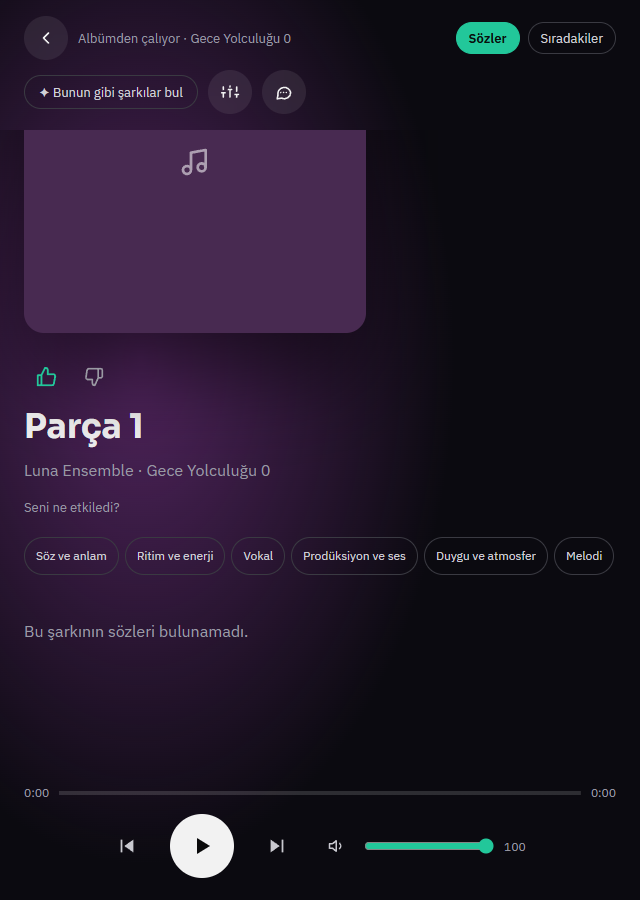 Albümden çalıyor · Gece Yolculuğu 0
Sözler
Sıradakiler
✦ Bunun gibi şarkılar bul
Parça 1
Luna Ensemble · Gece Yolculuğu 0
Seni ne etkiledi?
Söz ve anlam
Ritim ve enerji
Vokal
Prodüksiyon ve ses
Duygu ve atmosfer
Melodi
Bu şarkının sözleri bulunamadı.
0:00
0:00
100